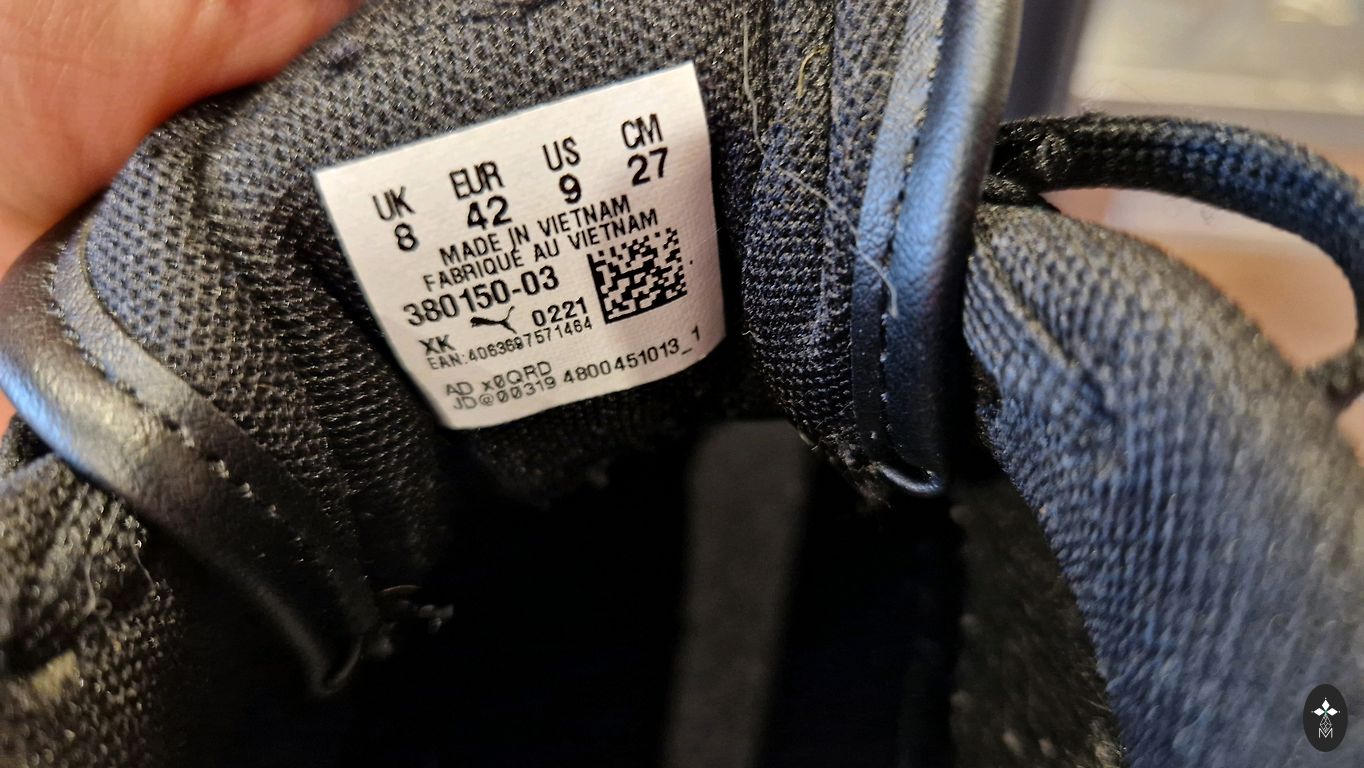 UK EUR US CM
8 42 9 27
MADE IN VIETNAM
FABRIQUE AU VIETNAM
380150-03
XK 0221
EAN:4063697571464
AD x0QRD
JD@00319 4800451013_1
M